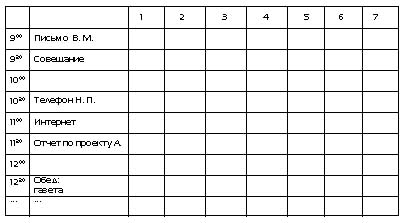 1 2 3 4 5 6 7
9⁰⁰ Письмо В. М.
9³⁰ Совещание
10⁰⁰
10³⁰ Телефон Н. П.
11⁰⁰ Интернет
11³⁰ Отчет по проекту А.
12⁰⁰
12³⁰ Обед:
газета
... ...